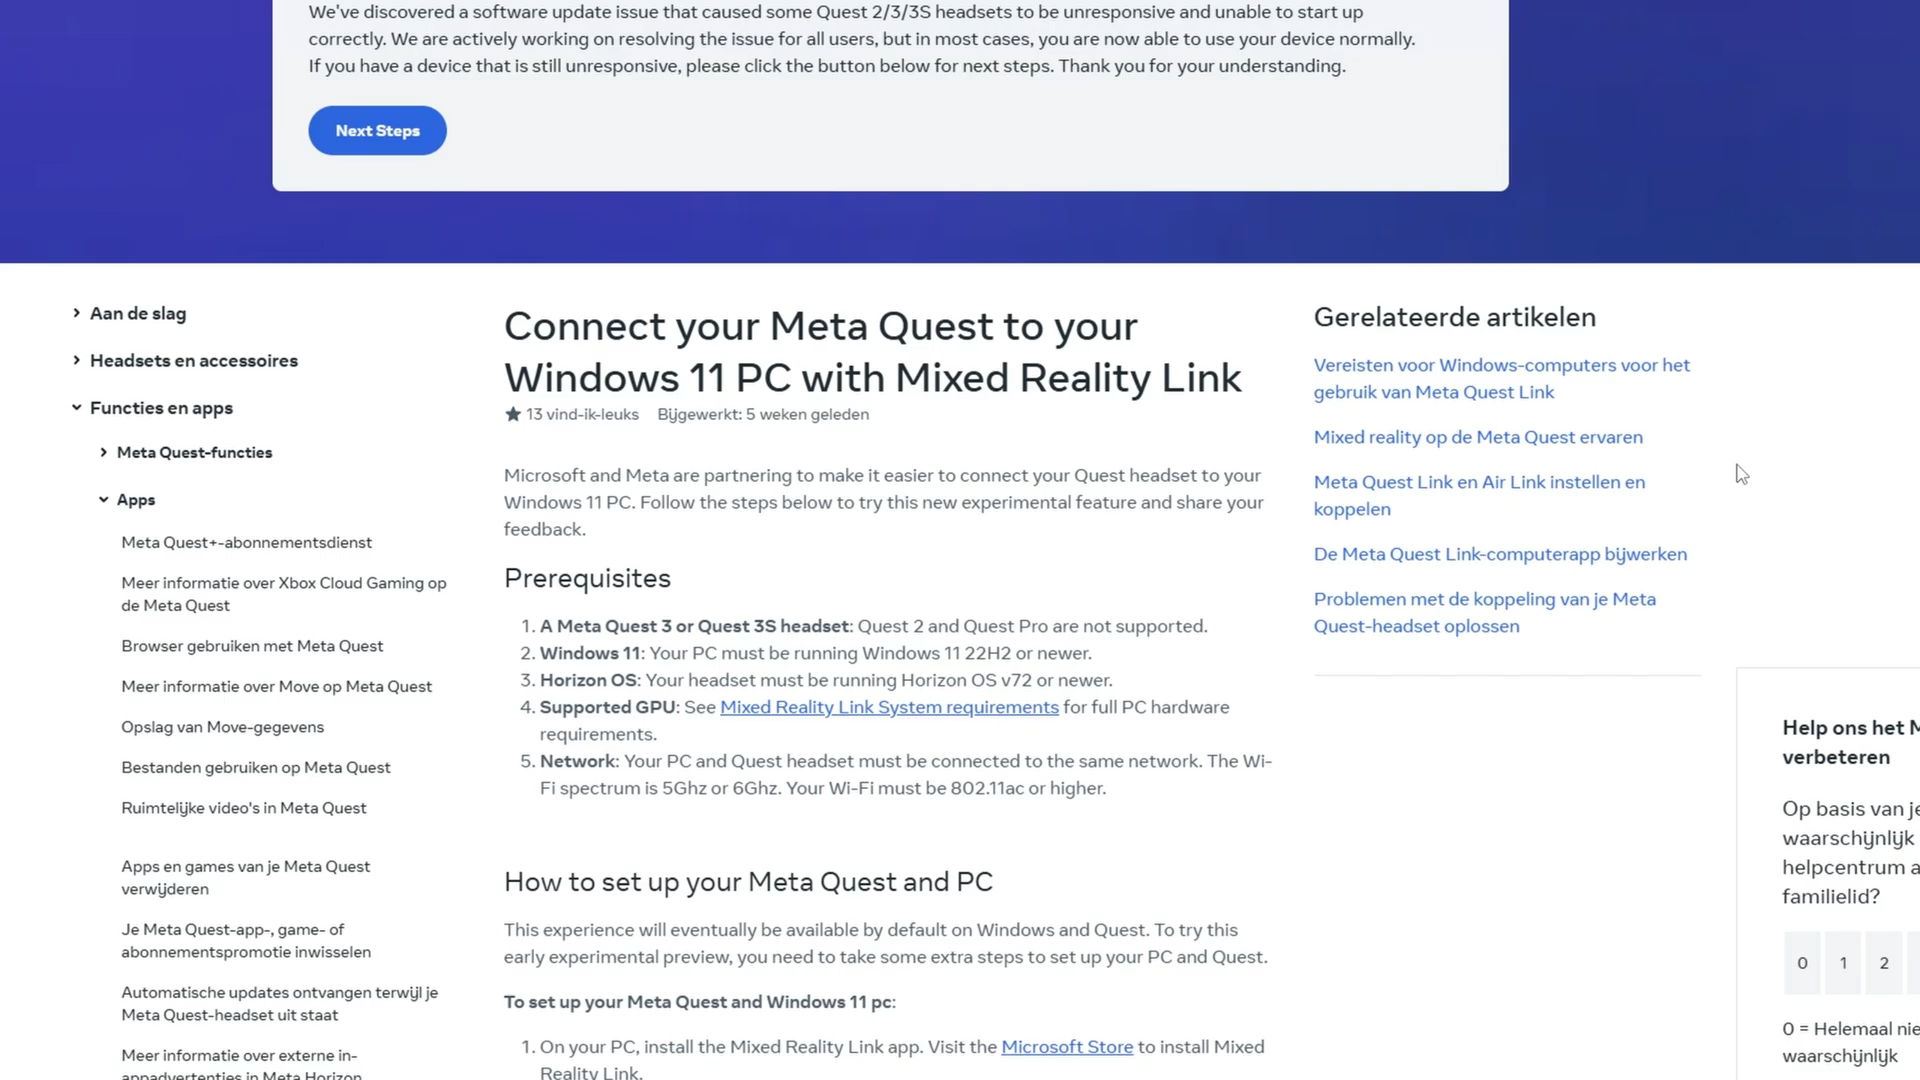 We've discovered a software update issue that caused some Quest 2/3/3S headsets to be unresponsive and unable to start up
correctly. We are actively working on resolving the issue for all users, but in most cases, you are now able to use your device normally.
If you have a device that is still unresponsive, please click the button below for next steps. Thank you for your understanding.
Next Steps
Aan de slag
Headsets en accessoires
Functies en apps
Meta Quest-functies
Apps
Meta Quest+-abonnementsdienst
Meer informatie over Xbox Cloud Gaming op
de Meta Quest
Browser gebruiken met Meta Quest
Meer informatie over Move op Meta Quest
Opslag van Move-gegevens
Bestanden gebruiken op Meta Quest
Ruimtelijke video's in Meta Quest
Apps en games van je Meta Quest
verwijderen
Je Meta Quest-app-, game- of
abonnementspromotie inwisselen
Automatische updates ontvangen terwijl je
Meta Quest-headset uit staat
Meer informatie over externe in-
appadvertenties in Meta Horizon
Connect your Meta Quest to your
Windows 11 PC with Mixed Reality Link
13 vind-ik-leuks Bijgewerkt: 5 weken geleden
Microsoft and Meta are partnering to make it easier to connect your Quest headset to your
Windows 11 PC. Follow the steps below to try this new experimental feature and share your
feedback.
Prerequisites
1. A Meta Quest 3 or Quest 3S headset: Quest 2 and Quest Pro are not supported.
2. Windows 11: Your PC must be running Windows 11 22H2 or newer.
3. Horizon OS: Your headset must be running Horizon OS v72 or newer.
4. Supported GPU: See Mixed Reality Link System requirements for full PC hardware
requirements.
5. Network: Your PC and Quest headset must be connected to the same network. The Wi-
Fi spectrum is 5Ghz or 6Ghz. Your Wi-Fi must be 802.11ac or higher.
How to set up your Meta Quest and PC
This experience will eventually be available by default on Windows and Quest. To try this
early experimental preview, you need to take some extra steps to set up your PC and Quest.
To set up your Meta Quest and Windows 11 pc:
1. On your PC, install the Mixed Reality Link app. Visit the Microsoft Store to install Mixed
Reality Link.
Gerelateerde artikelen
Vereisten voor Windows-computers voor het
gebruik van Meta Quest Link
Mixed reality op de Meta Quest ervaren
Meta Quest Link en Air Link instellen en
koppelen
De Meta Quest Link-computerapp bijwerken
Problemen met de koppeling van je Meta
Quest-headset oplossen
Help ons het M
verbeteren
Op basis van je
waarschijnlijk
helpcentrum a
familielid?
0 1 2
0 = Helemaal nie
waarschijnlijk